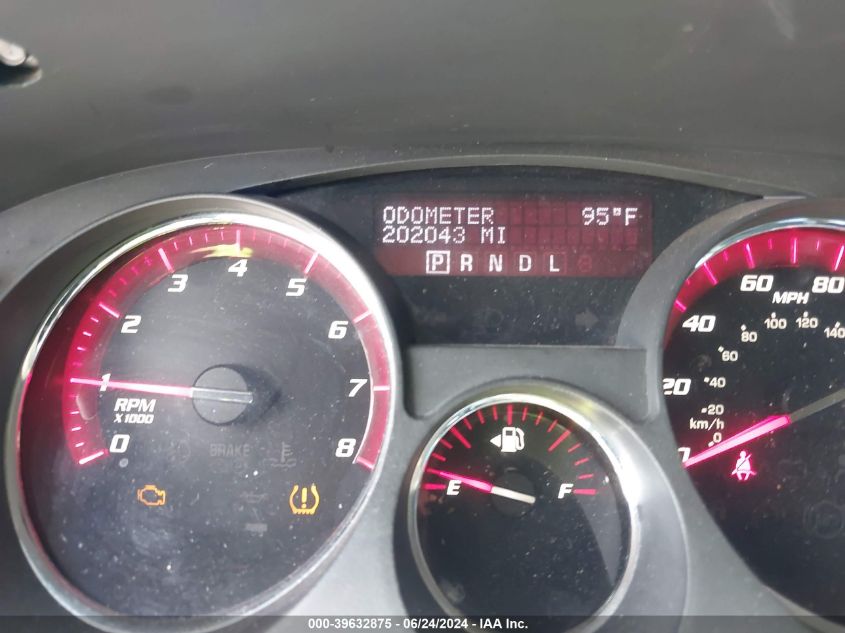 ODOMETER 95°F
202043 MI
P R N D L
0 1 2 3 4 5 6 7 8
RPM
X1000
BRAKE
E F
20 40 60 80
MPH
0 20 40 60 80 100 120 140
km/h
000-39632875 - 06/24/2024 - IAA Inc.